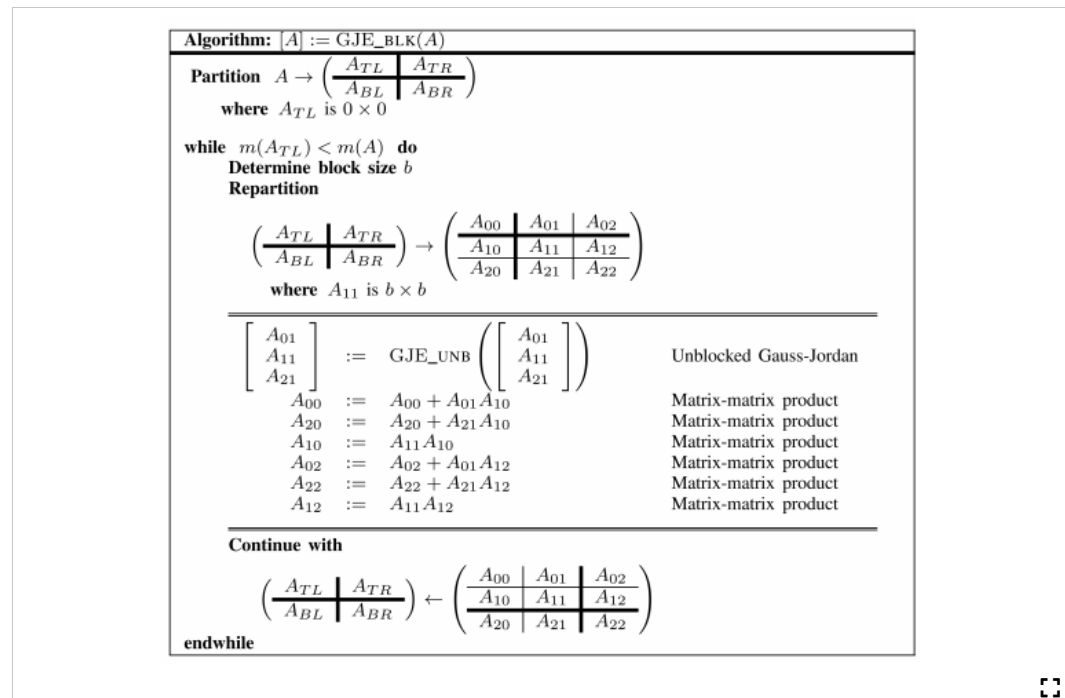 Algorithm: [A] := GJE_BLK(A)
Partition A → ( A_TL | A_TR
A_BL | A_BR )
where A_TL is 0 × 0
while m(A_TL) < m(A) do
Determine block size b
Repartition
( A_TL | A_TR
A_BL | A_BR ) → ( A_00 | A_01 | A_02
A_10 | A_11 | A_12
A_20 | A_21 | A_22 )
where A_11 is b × b
[ A_01
A_11
A_21 ] := GJE_UNB ( [ A_01
A_11
A_21 ] ) Unblocked Gauss-Jordan
A_00 := A_00 + A_01 A_10 Matrix-matrix product
A_20 := A_20 + A_21 A_10 Matrix-matrix product
A_10 := A_11 A_10 Matrix-matrix product
A_02 := A_02 + A_01 A_12 Matrix-matrix product
A_22 := A_22 + A_21 A_12 Matrix-matrix product
A_12 := A_11 A_12 Matrix-matrix product
Continue with
( A_TL | A_TR
A_BL | A_BR ) ← ( A_00 | A_01 | A_02
A_10 | A_11 | A_12
A_20 | A_21 | A_22 )
endwhile